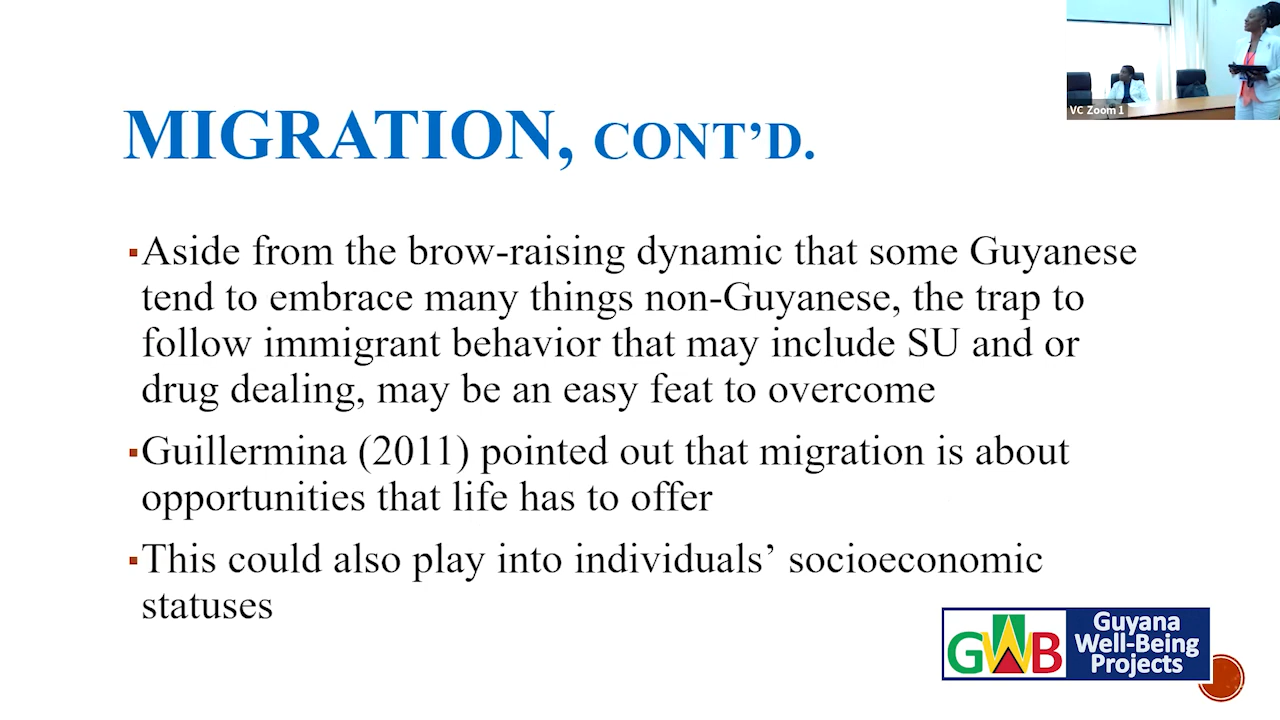 VC Zoom 1
MIGRATION, CONT’D.
▪Aside from the brow-raising dynamic that some Guyanese
tend to embrace many things non-Guyanese, the trap to
follow immigrant behavior that may include SU and or
drug dealing, may be an easy feat to overcome
▪Guillermina (2011) pointed out that migration is about
opportunities that life has to offer
▪This could also play into individuals’ socioeconomic
statuses
GWB
Guyana
Well-Being
Projects